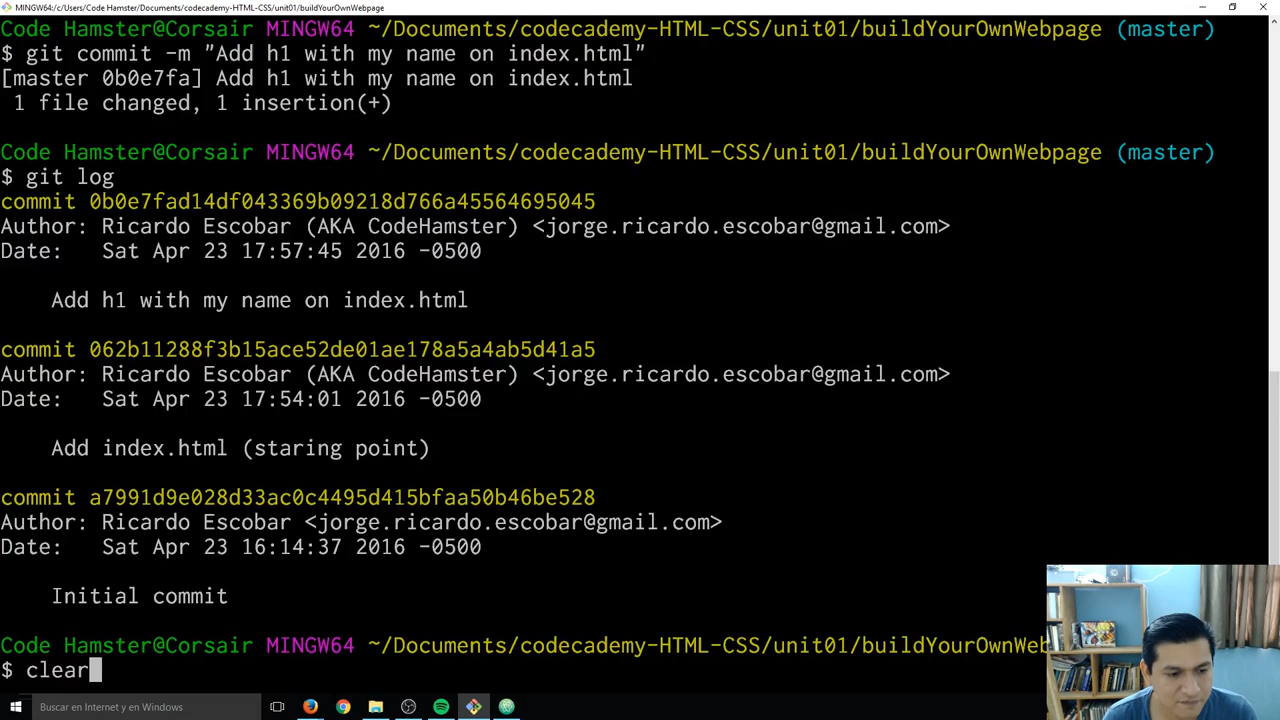 MINGW64:/c/Users/Code Hamster/Documents/codecademy-HTML-CSS/unit01/buildYourOwnWebpage
Code Hamster@Corsair MINGW64 ~/Documents/codecademy-HTML-CSS/unit01/buildYourOwnWebpage (master)
$ git commit -m "Add h1 with my name on index.html"
[master 0b0e7fa] Add h1 with my name on index.html
1 file changed, 1 insertion(+)
Code Hamster@Corsair MINGW64 ~/Documents/codecademy-HTML-CSS/unit01/buildYourOwnWebpage (master)
$ git log
commit 0b0e7fad14df043369b09218d766a45564695045
Author: Ricardo Escobar (AKA CodeHamster) <jorge.ricardo.escobar@gmail.com>
Date:   Sat Apr 23 17:57:45 2016 -0500
Add h1 with my name on index.html
commit 062b11288f3b15ace52de01ae178a5a4ab5d41a5
Author: Ricardo Escobar (AKA CodeHamster) <jorge.ricardo.escobar@gmail.com>
Date:   Sat Apr 23 17:54:01 2016 -0500
Add index.html (staring point)
commit a7991d9e028d33ac0c4495d415bfaa50b46be528
Author: Ricardo Escobar <jorge.ricardo.escobar@gmail.com>
Date:   Sat Apr 23 16:14:37 2016 -0500
Initial commit
Code Hamster@Corsair MINGW64 ~/Documents/codecademy-HTML-CSS/unit01/buildYourOwnWeb
$ clear
Buscar en Internet y en Windows